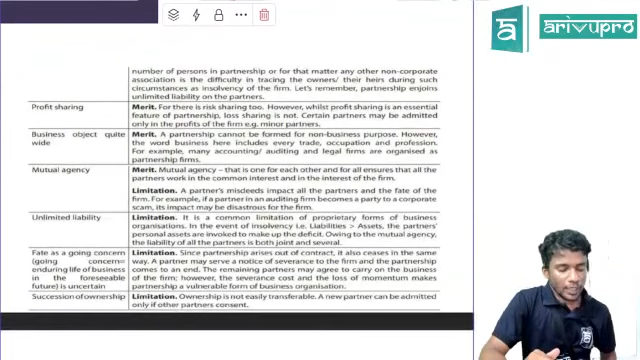 arivupro
number of persons in partnership or for that matter any other non-corporate
association is the difficulty in tracing the owners/ their heirs during such
circumstances as insolvency of the firm. Let's remember, partnership enjoins
unlimited liability on the partners.
Profit sharing
Merit. For there is risk sharing too. However, whilst profit sharing is an essential
feature of partnership, loss sharing is not. Certain partners may be admitted
only in the profits of the firm e.g. minor partners.
Business object quite
wide
Merit. A partnership cannot be formed for non-business purpose. However,
the word business here includes every trade, occupation and profession.
For example, many accounting/ auditing and legal firms are organised as
partnership firms.
Mutual agency
Merit. Mutual agency – that is one for each other and for all ensures that all the
partners work in the common interest and in the interest of the firm.
Limitation. A partner's misdeeds impact all the partners and the fate of the
firm. For example, if a partner in an auditing firm becomes a party to a corporate
scam, its impact may be disastrous for the firm.
Unlimited liability
Limitation. It is a common limitation of proprietary forms of business
organisations. In the event of insolvency i.e. Liabilities > Assets, the partners'
personal assets are invoked to make up the deficit. Owing to the mutual agency,
the liability of all the partners is both joint and several.
Fate as a going concern
(going concern=
enduring life of business
in the foreseeable
future) is uncertain
Limitation. Since partnership arises out of contract, it also ceases in the same
way. A partner may serve a notice of severance to the firm and the partnership
comes to an end. The remaining partners may agree to carry on the business
of the firm; however, the severance cost and the loss of momentum makes
partnership a vulnerable form of business organisation.
Succession of ownership
Limitation. Ownership is not easily transferable. A new partner can be admitted
only if other partners consent.